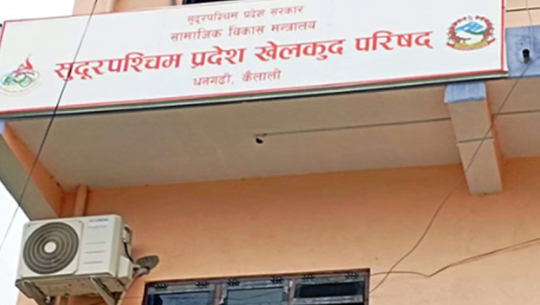 सुदूरपश्चिम प्रदेश सरकार
सामाजिक विकास मन्त्रालय
सुदूरपश्चिम प्रदेश खेलकुद परिषद्
धनगढी, कैलाली